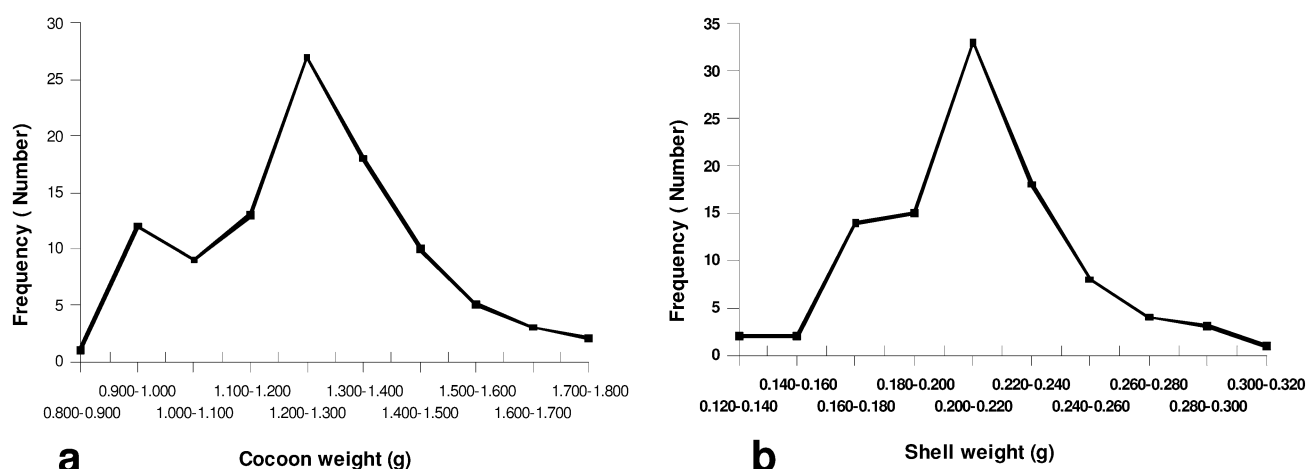 30
25
20
15
10
5
0
Frequency ( Number)
0.900-1.000 1.100-1.200 1.300-1.400 1.500-1.600 1.700-1.800
0.800-0.900 1.000-1.100 1.200-1.300 1.400-1.500 1.600-1.700
a
Cocoon weight (g)
35
30
25
20
15
10
5
0
Frequency ( Number)
0.140-0.160 0.180-0.200 0.220-0.240 0.260-0.280 0.300-0.320
0.120-0.140 0.160-0.180 0.200-0.220 0.240-0.260 0.280-0.300
b
Shell weight (g)